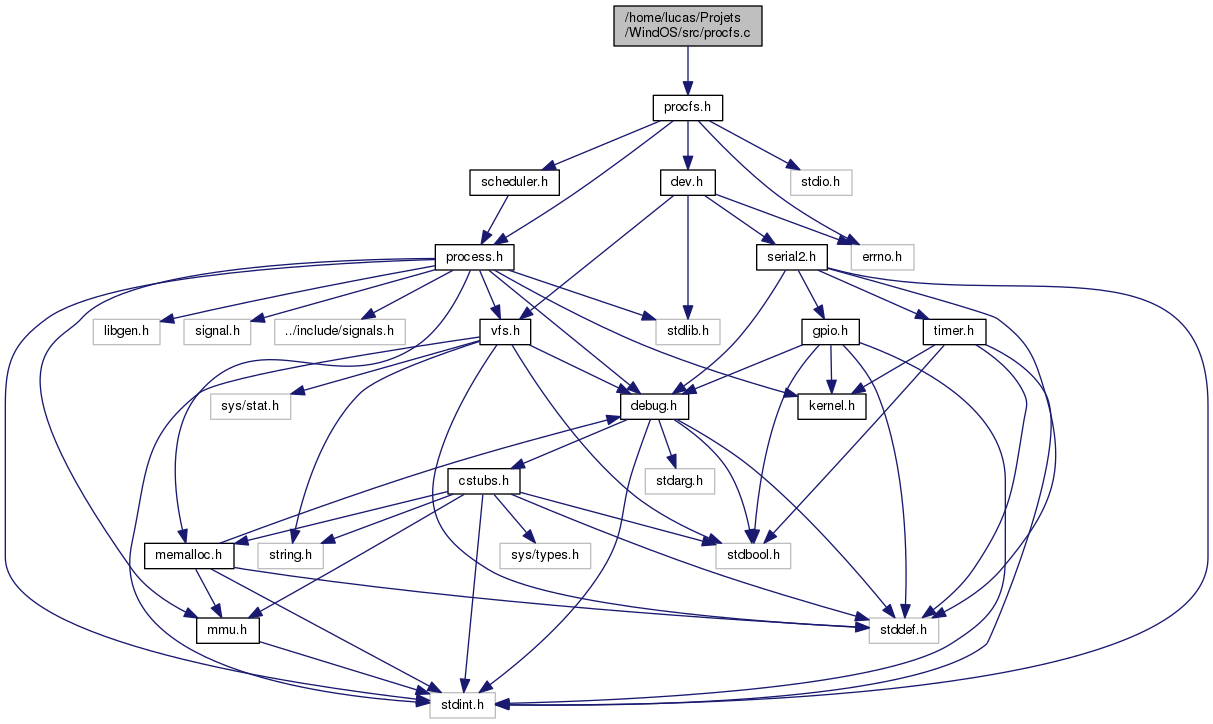 /home/lucas/Projets
/WindOS/src/procfs.c
procfs.h
scheduler.h
dev.h
stdio.h
process.h
serial2.h
errno.h
libgen.h
signal.h
../include/signals.h
vfs.h
stdlib.h
gpio.h
timer.h
sys/stat.h
debug.h
kernel.h
cstubs.h
stdarg.h
memalloc.h
string.h
sys/types.h
stdbool.h
mmu.h
stddef.h
stdint.h